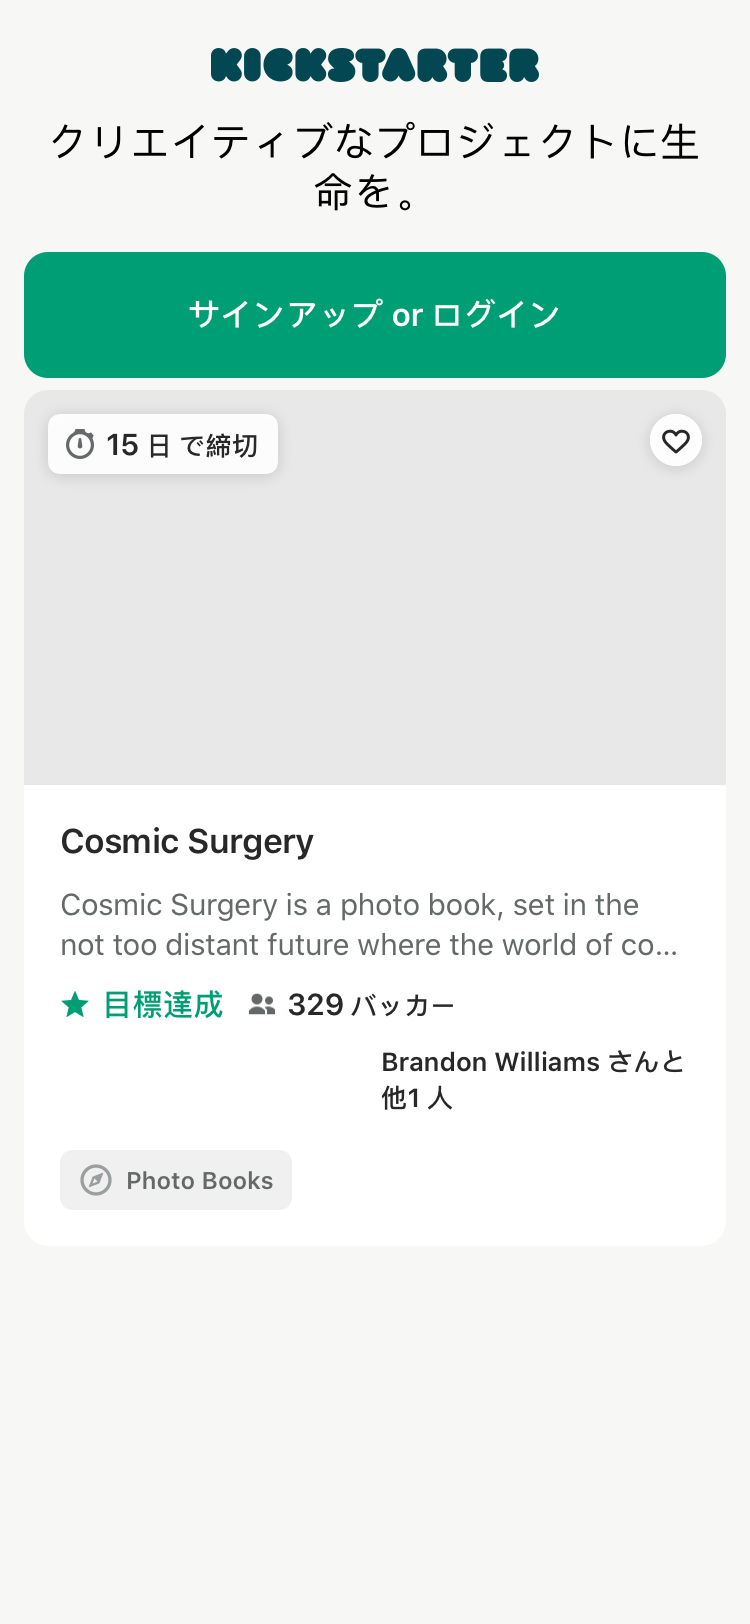 KICKSTARTER
クリエイティブなプロジェクトに生
命を。
サインアップ or ログイン
15 日 で締切
Cosmic Surgery
Cosmic Surgery is a photo book, set in the
not too distant future where the world of co...
目標達成 329 バッカー
Brandon Williams さんと
他1 人
Photo Books